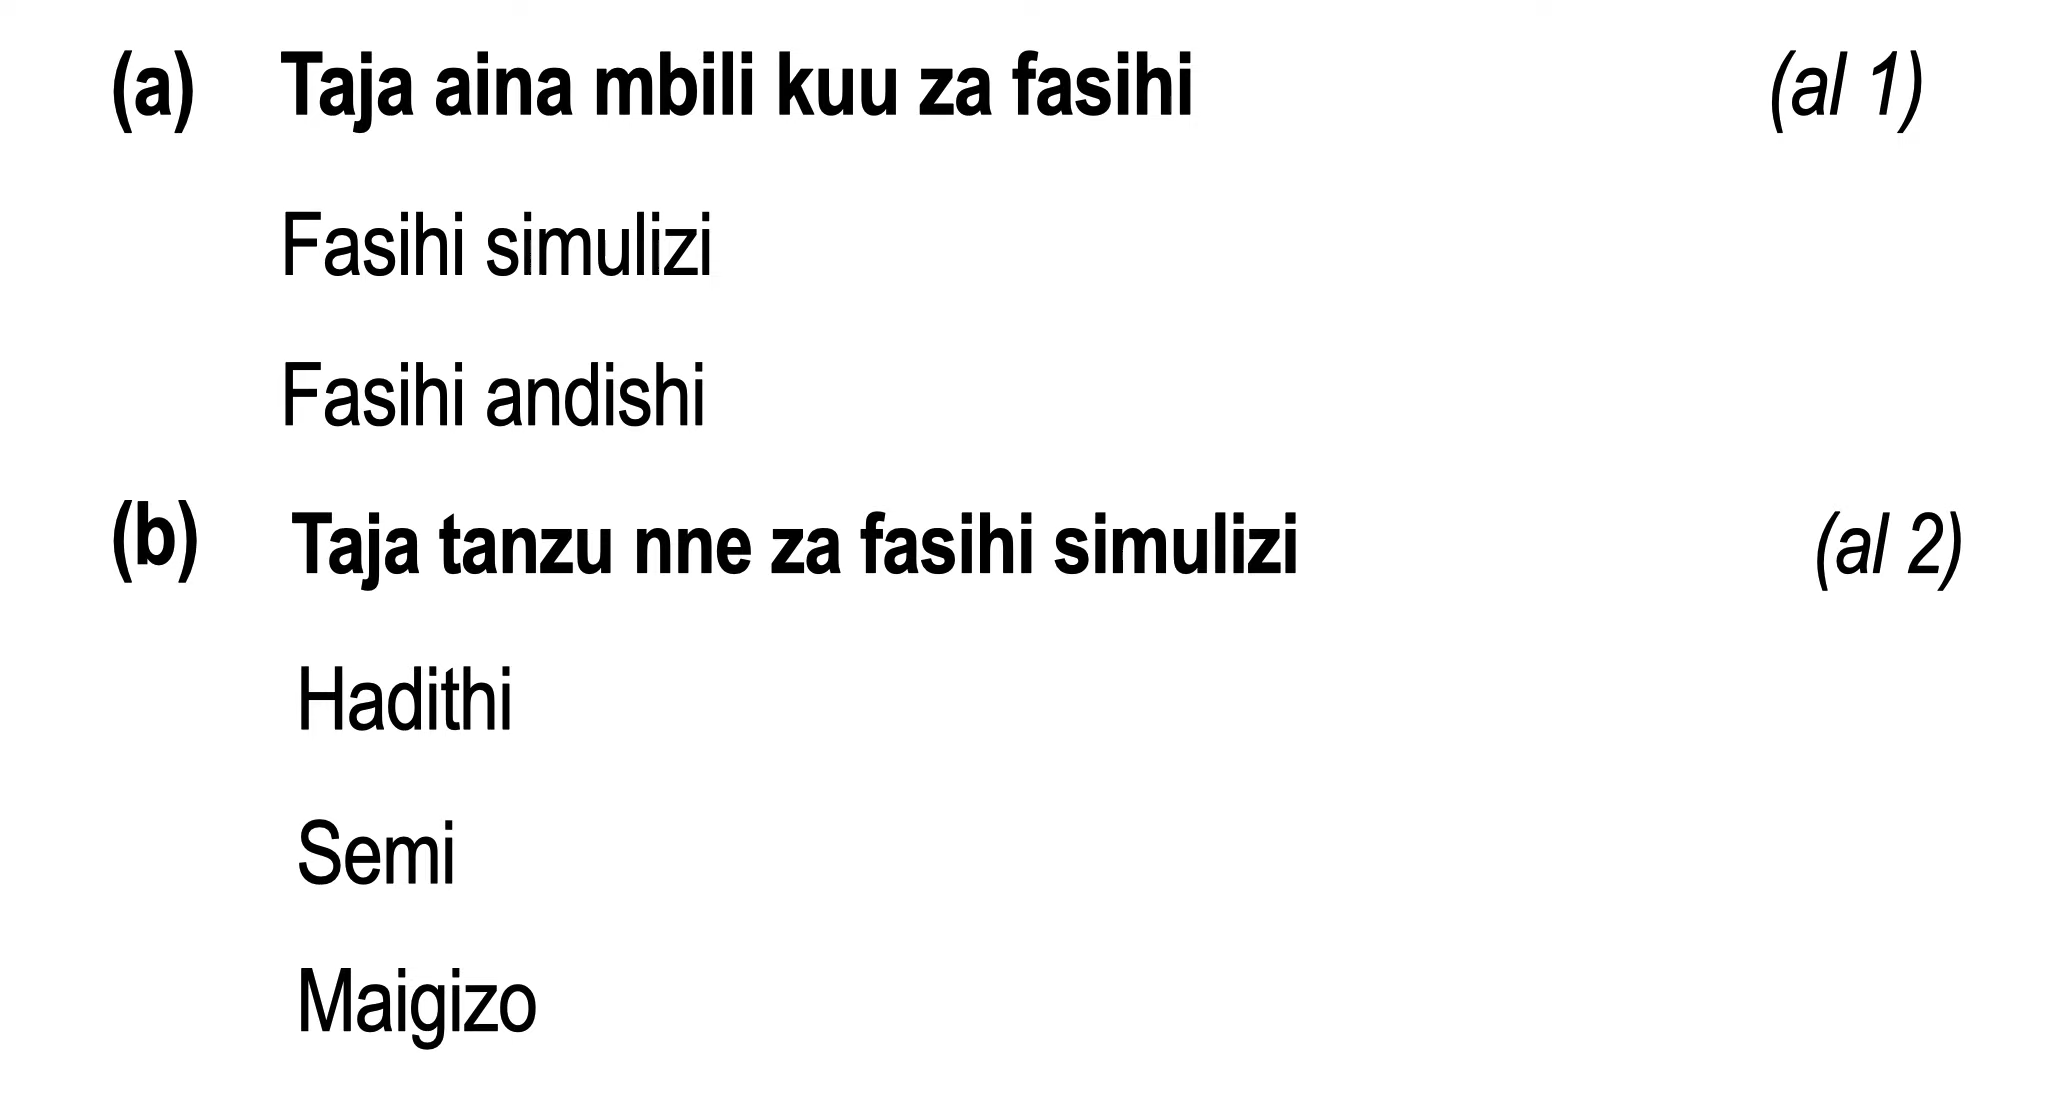 (a) Taja aina mbili kuu za fasihi (al 1)
Fasihi simulizi
Fasihi andishi
(b) Taja tanzu nne za fasihi simulizi (al 2)
Hadithi
Semi
Maigizo